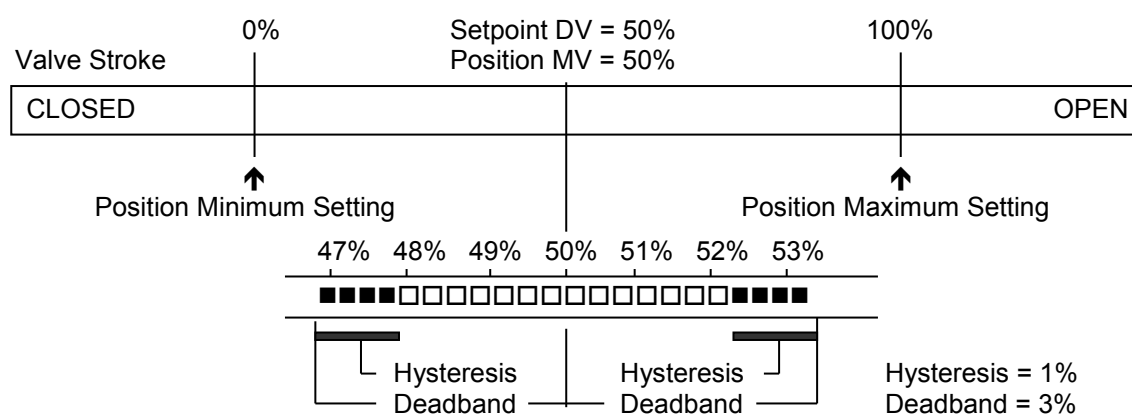 0% Setpoint DV = 50% 100%
Valve Stroke Position MV = 50%
CLOSED OPEN
Position Minimum Setting Position Maximum Setting
47% 48% 49% 50% 51% 52% 53%
Hysteresis Hysteresis Hysteresis = 1%
Deadband Deadband Deadband = 3%